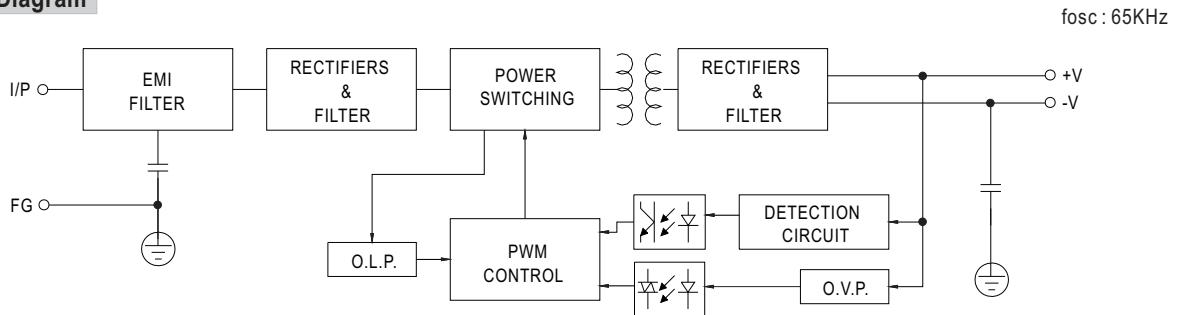 Diagram
fosc : 65KHz
I/P
EMI
FILTER
RECTIFIERS
&
FILTER
POWER
SWITCHING
RECTIFIERS
&
FILTER
+V
-V
FG
O.L.P.
PWM
CONTROL
DETECTION
CIRCUIT
O.V.P.